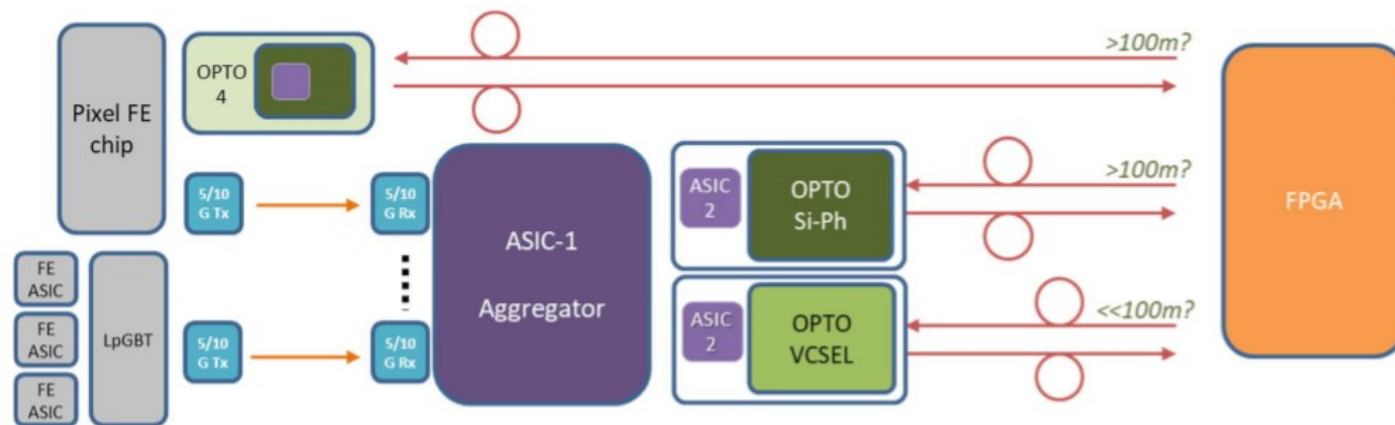 Pixel FE
chip
OPTO
4
>100m?
5/10
G Tx
5/10
G Rx
ASIC-1
Aggregator
ASIC
2
OPTO
Si-Ph
>100m?
FPGA
FE
ASIC
FE
ASIC
FE
ASIC
LpGBT
5/10
G Tx
5/10
G Rx
ASIC
2
OPTO
VCSEL
<<100m?